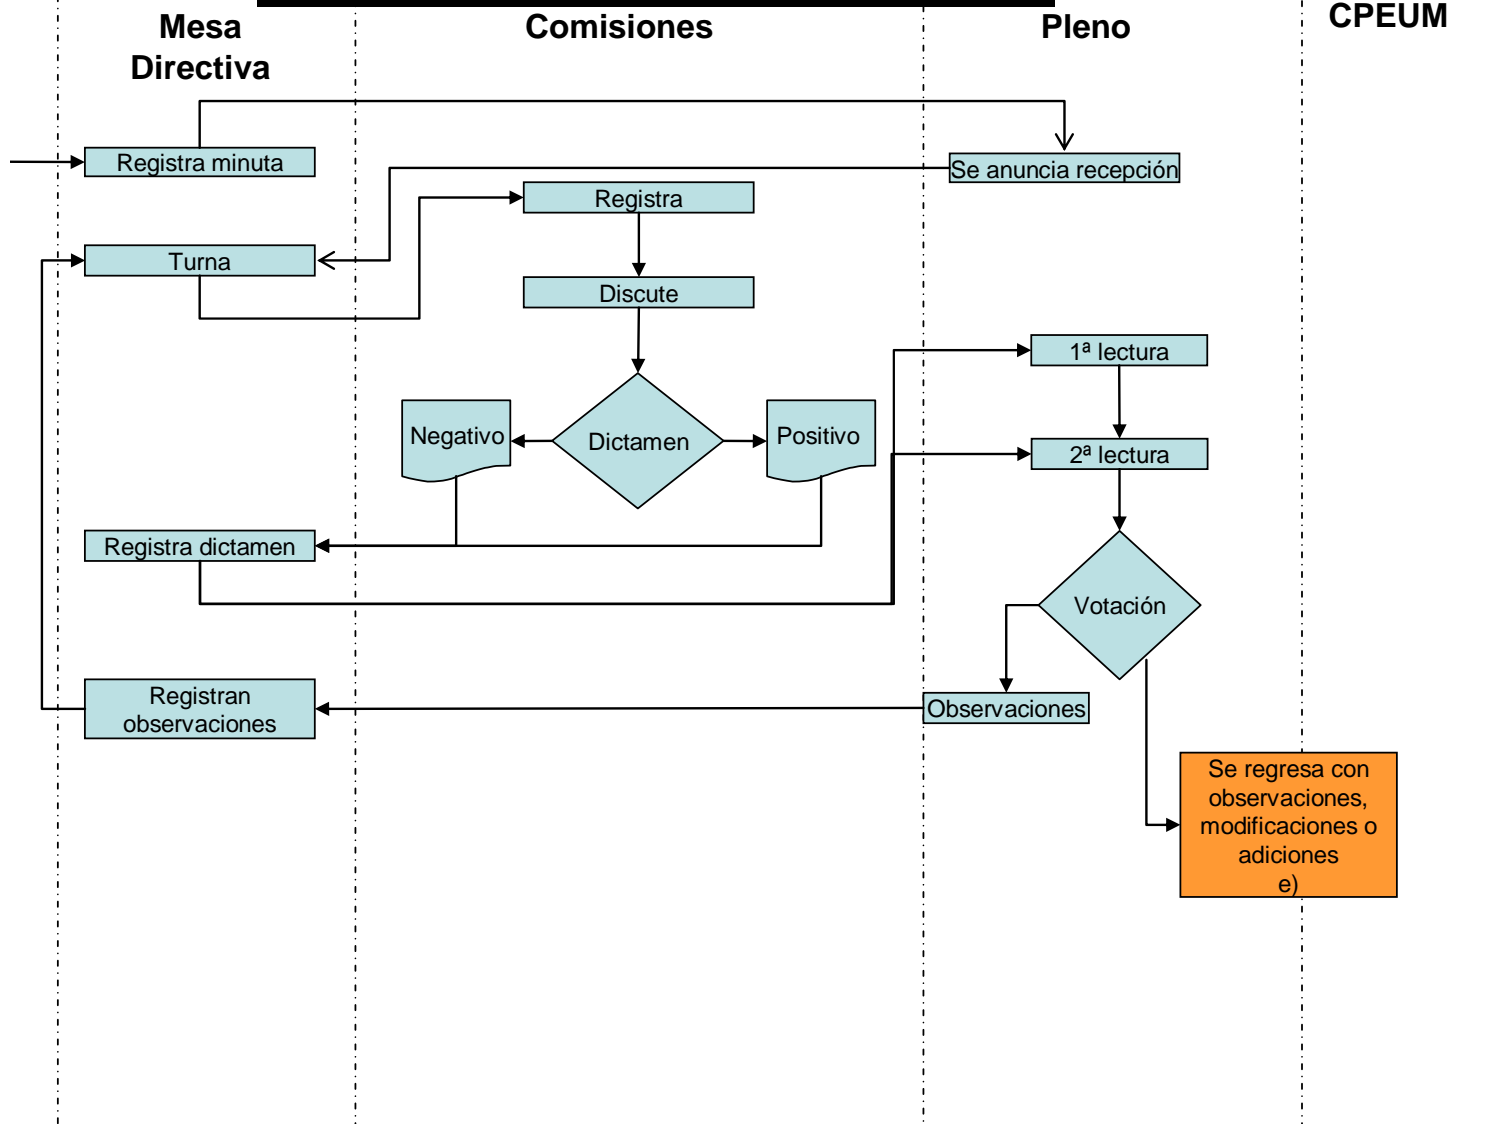 Mesa
Directiva
Comisiones
Pleno
CPEUM
Registra minuta
Se anuncia recepción
Registra
Turna
Discute
1ª lectura
Negativo
Dictamen
Positivo
2ª lectura
Registra dictamen
Votación
Registran
observaciones
Observaciones
Se regresa con
observaciones,
modificaciones o
adiciones
e)